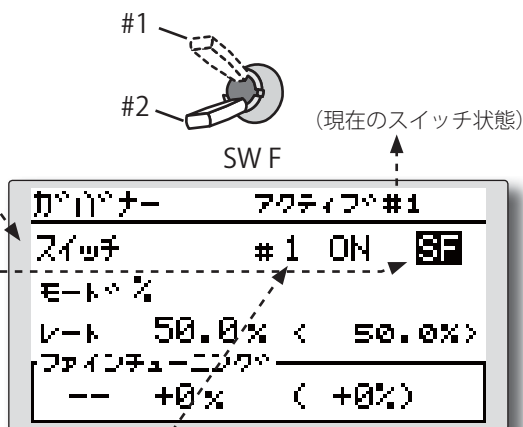 #1
#2
(現在のスイッチ状態)
SW F
ガバナー アクティブ#1
スイッチ #1 ON SF
モード %
レート 50.0% < 50.0%>
ファインチューニング
-- +0% ( +0%)